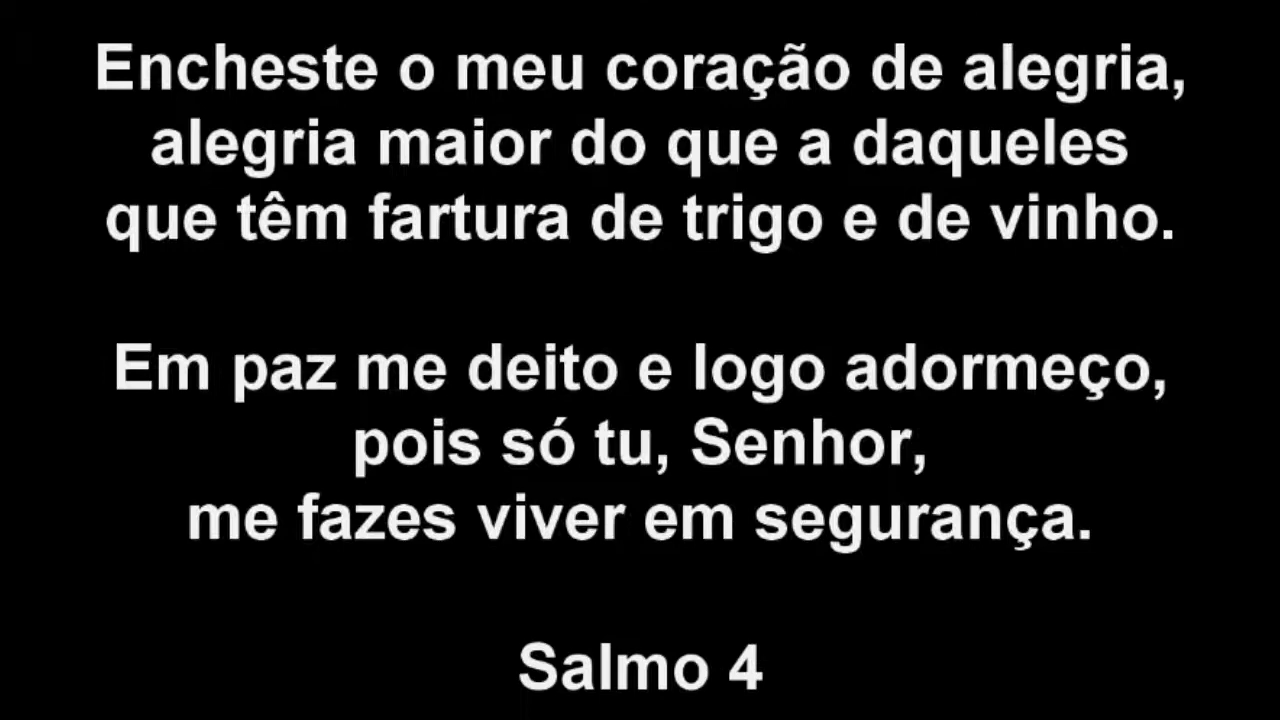 Encheste o meu coração de alegria,
alegria maior do que a daqueles
que têm fartura de trigo e de vinho.
Em paz me deito e logo adormeço,
pois só tu, Senhor,
me fazes viver em segurança.
Salmo 4